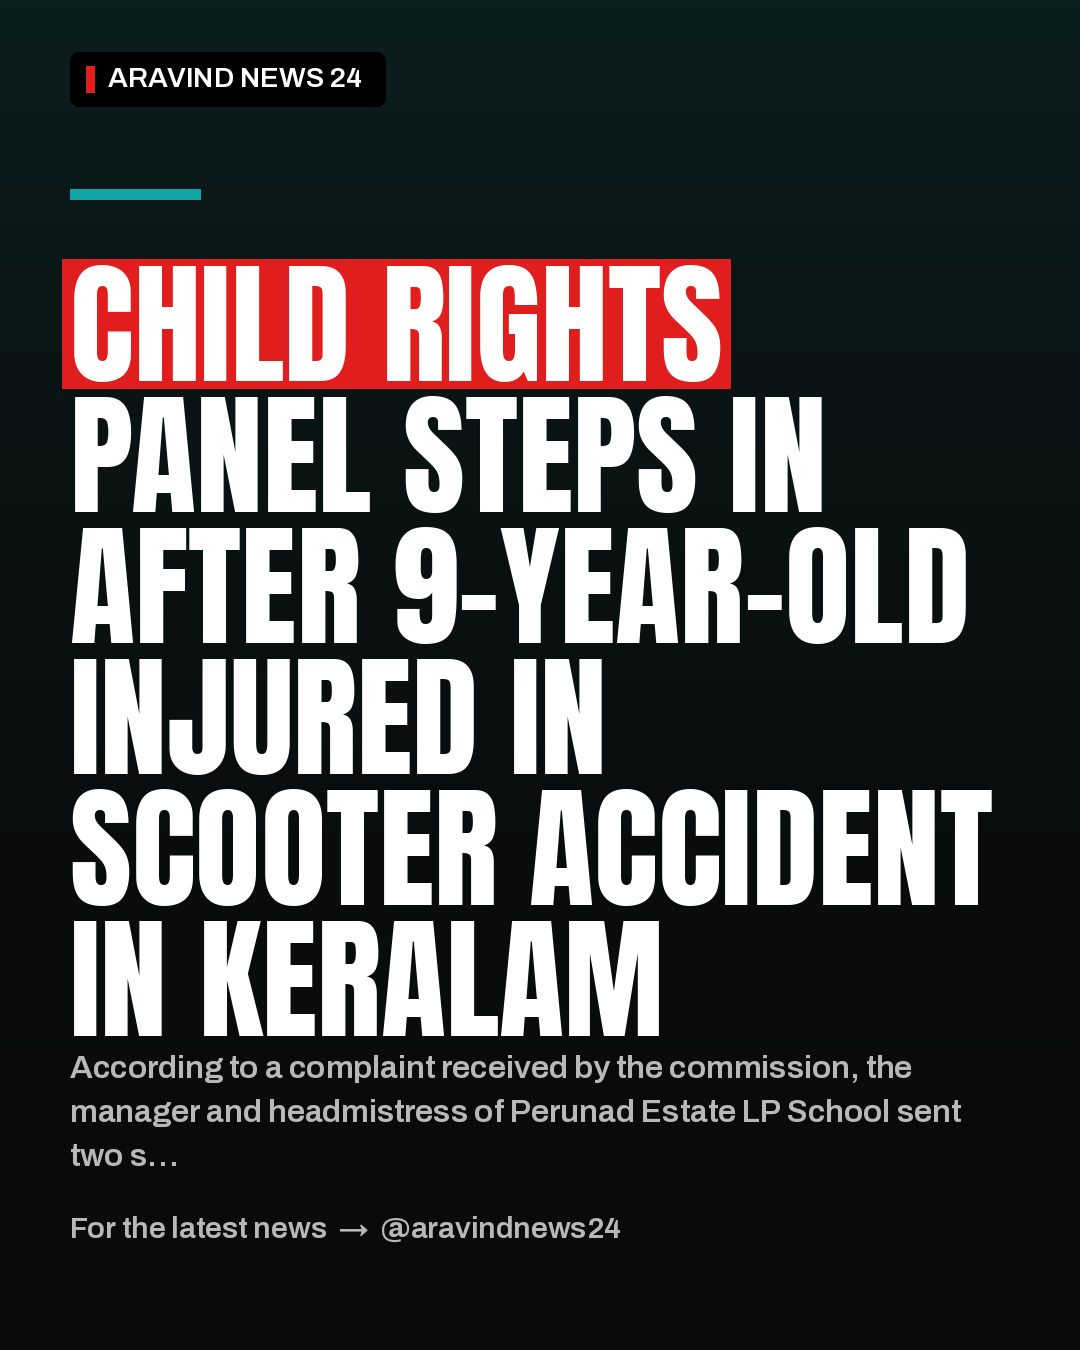 ARAVIND NEWS 24
CHILD RIGHTS
PANEL STEPS IN
AFTER 9-YEAR-OLD
INJURED IN
SCOOTER ACCIDENT
IN KERALAM
According to a complaint received by the commission, the
manager and headmistress of Perunad Estate LP School sent
two s...
For the latest news → @aravindnews24